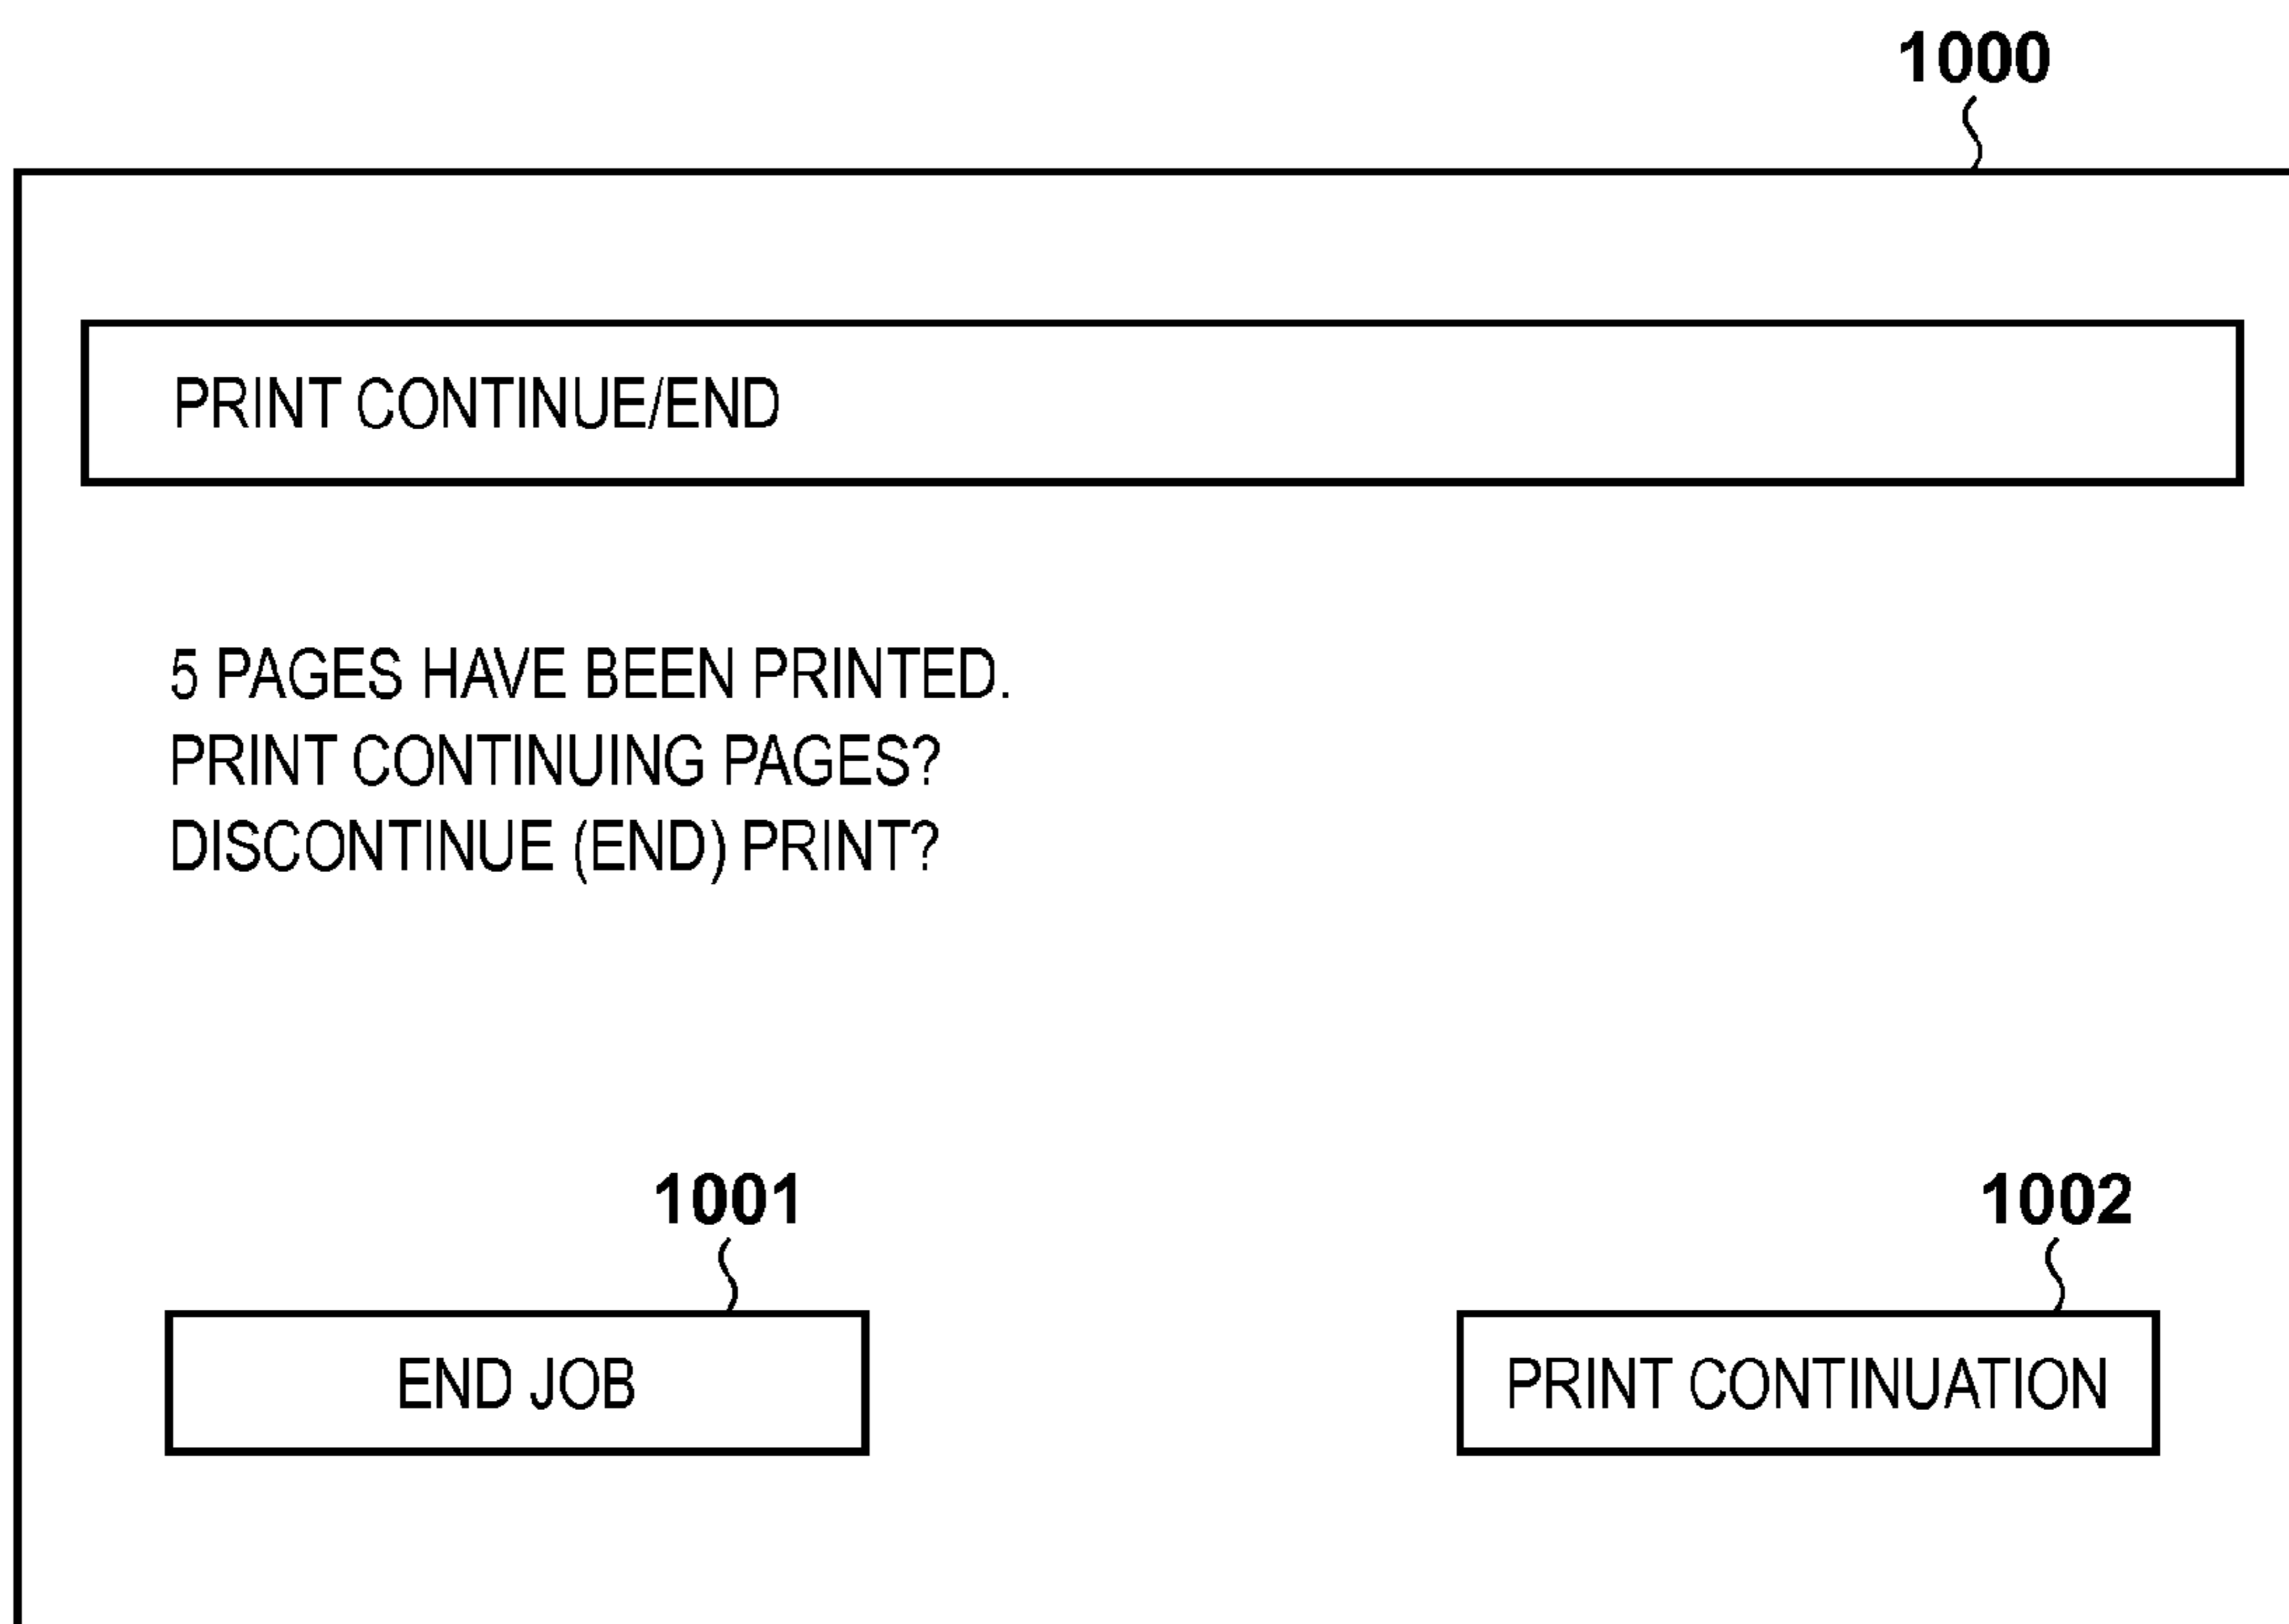 1000
PRINT CONTINUE/END
5 PAGES HAVE BEEN PRINTED.
PRINT CONTINUING PAGES?
DISCONTINUE (END) PRINT?
1001
1002
END JOB
PRINT CONTINUATION